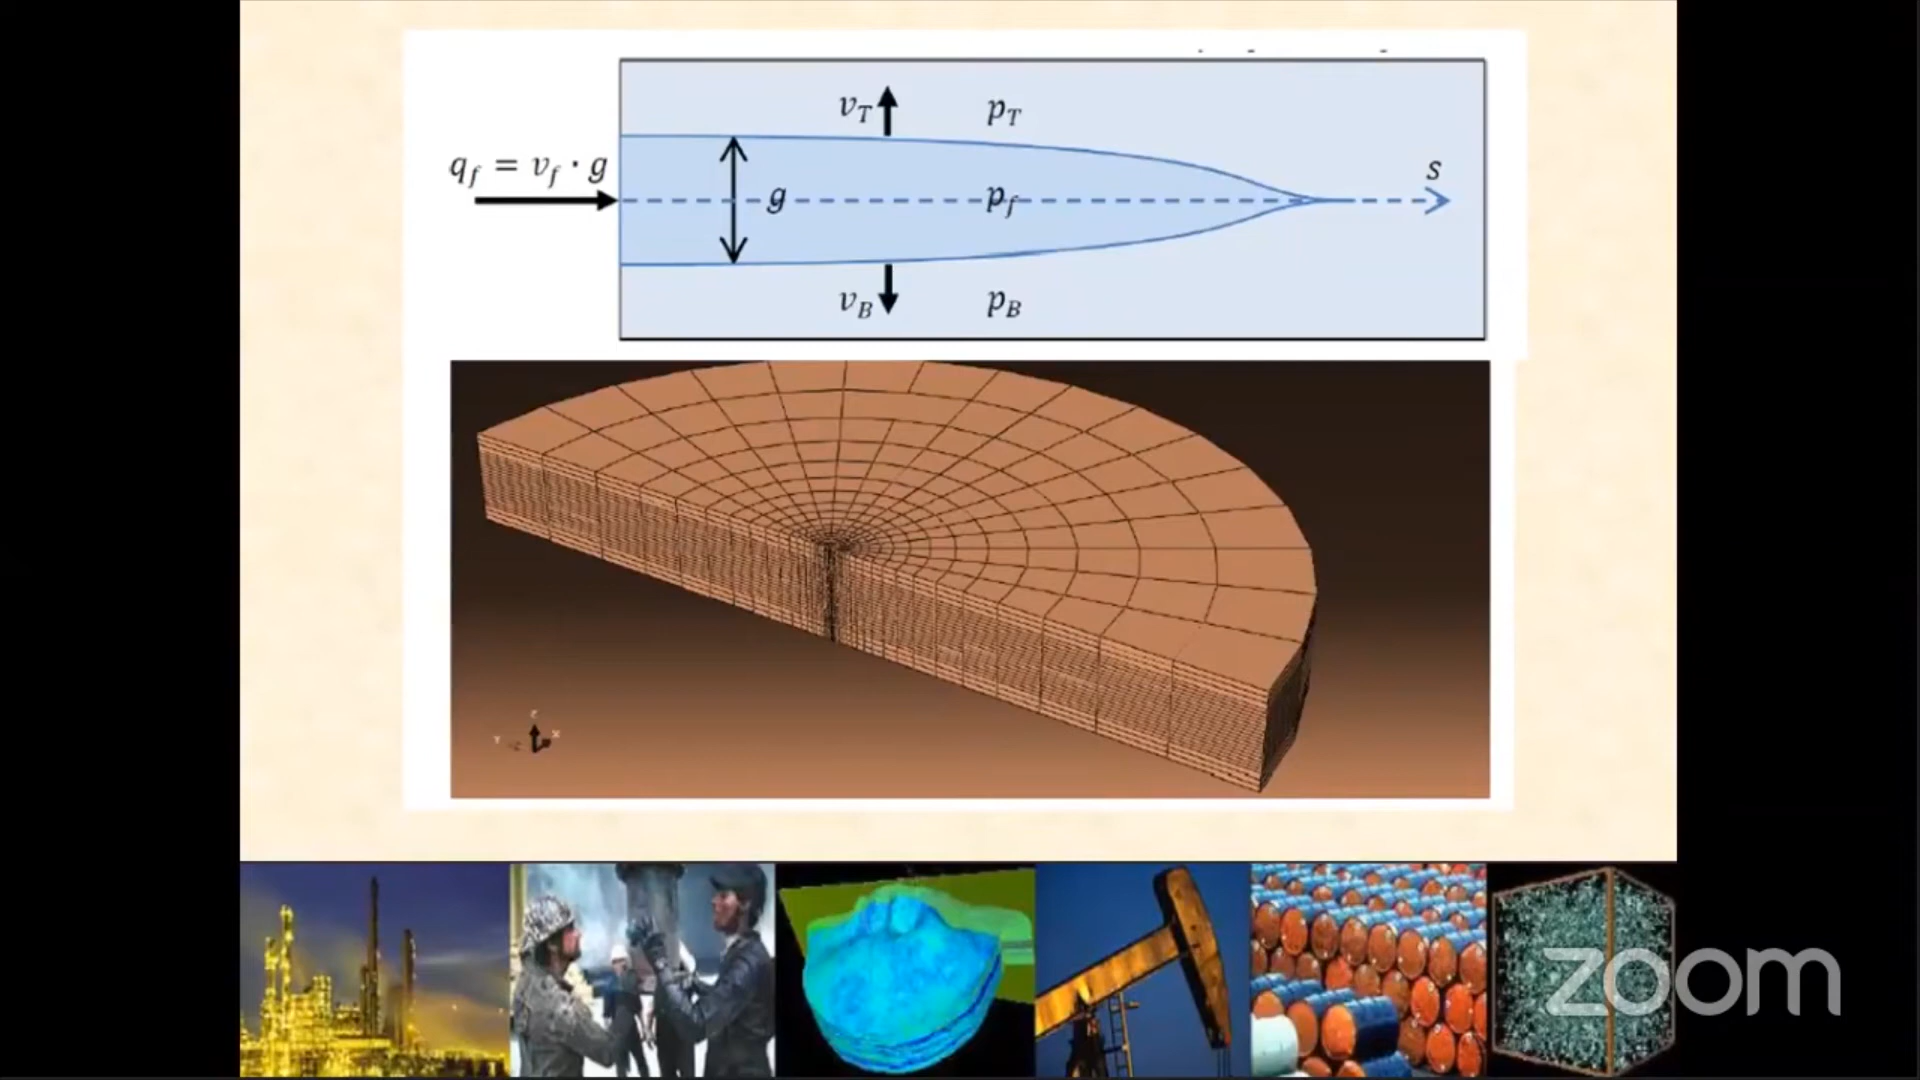 v_T p_T
q_f = v_f · g
s
g p_f
v_B p_B
zoom